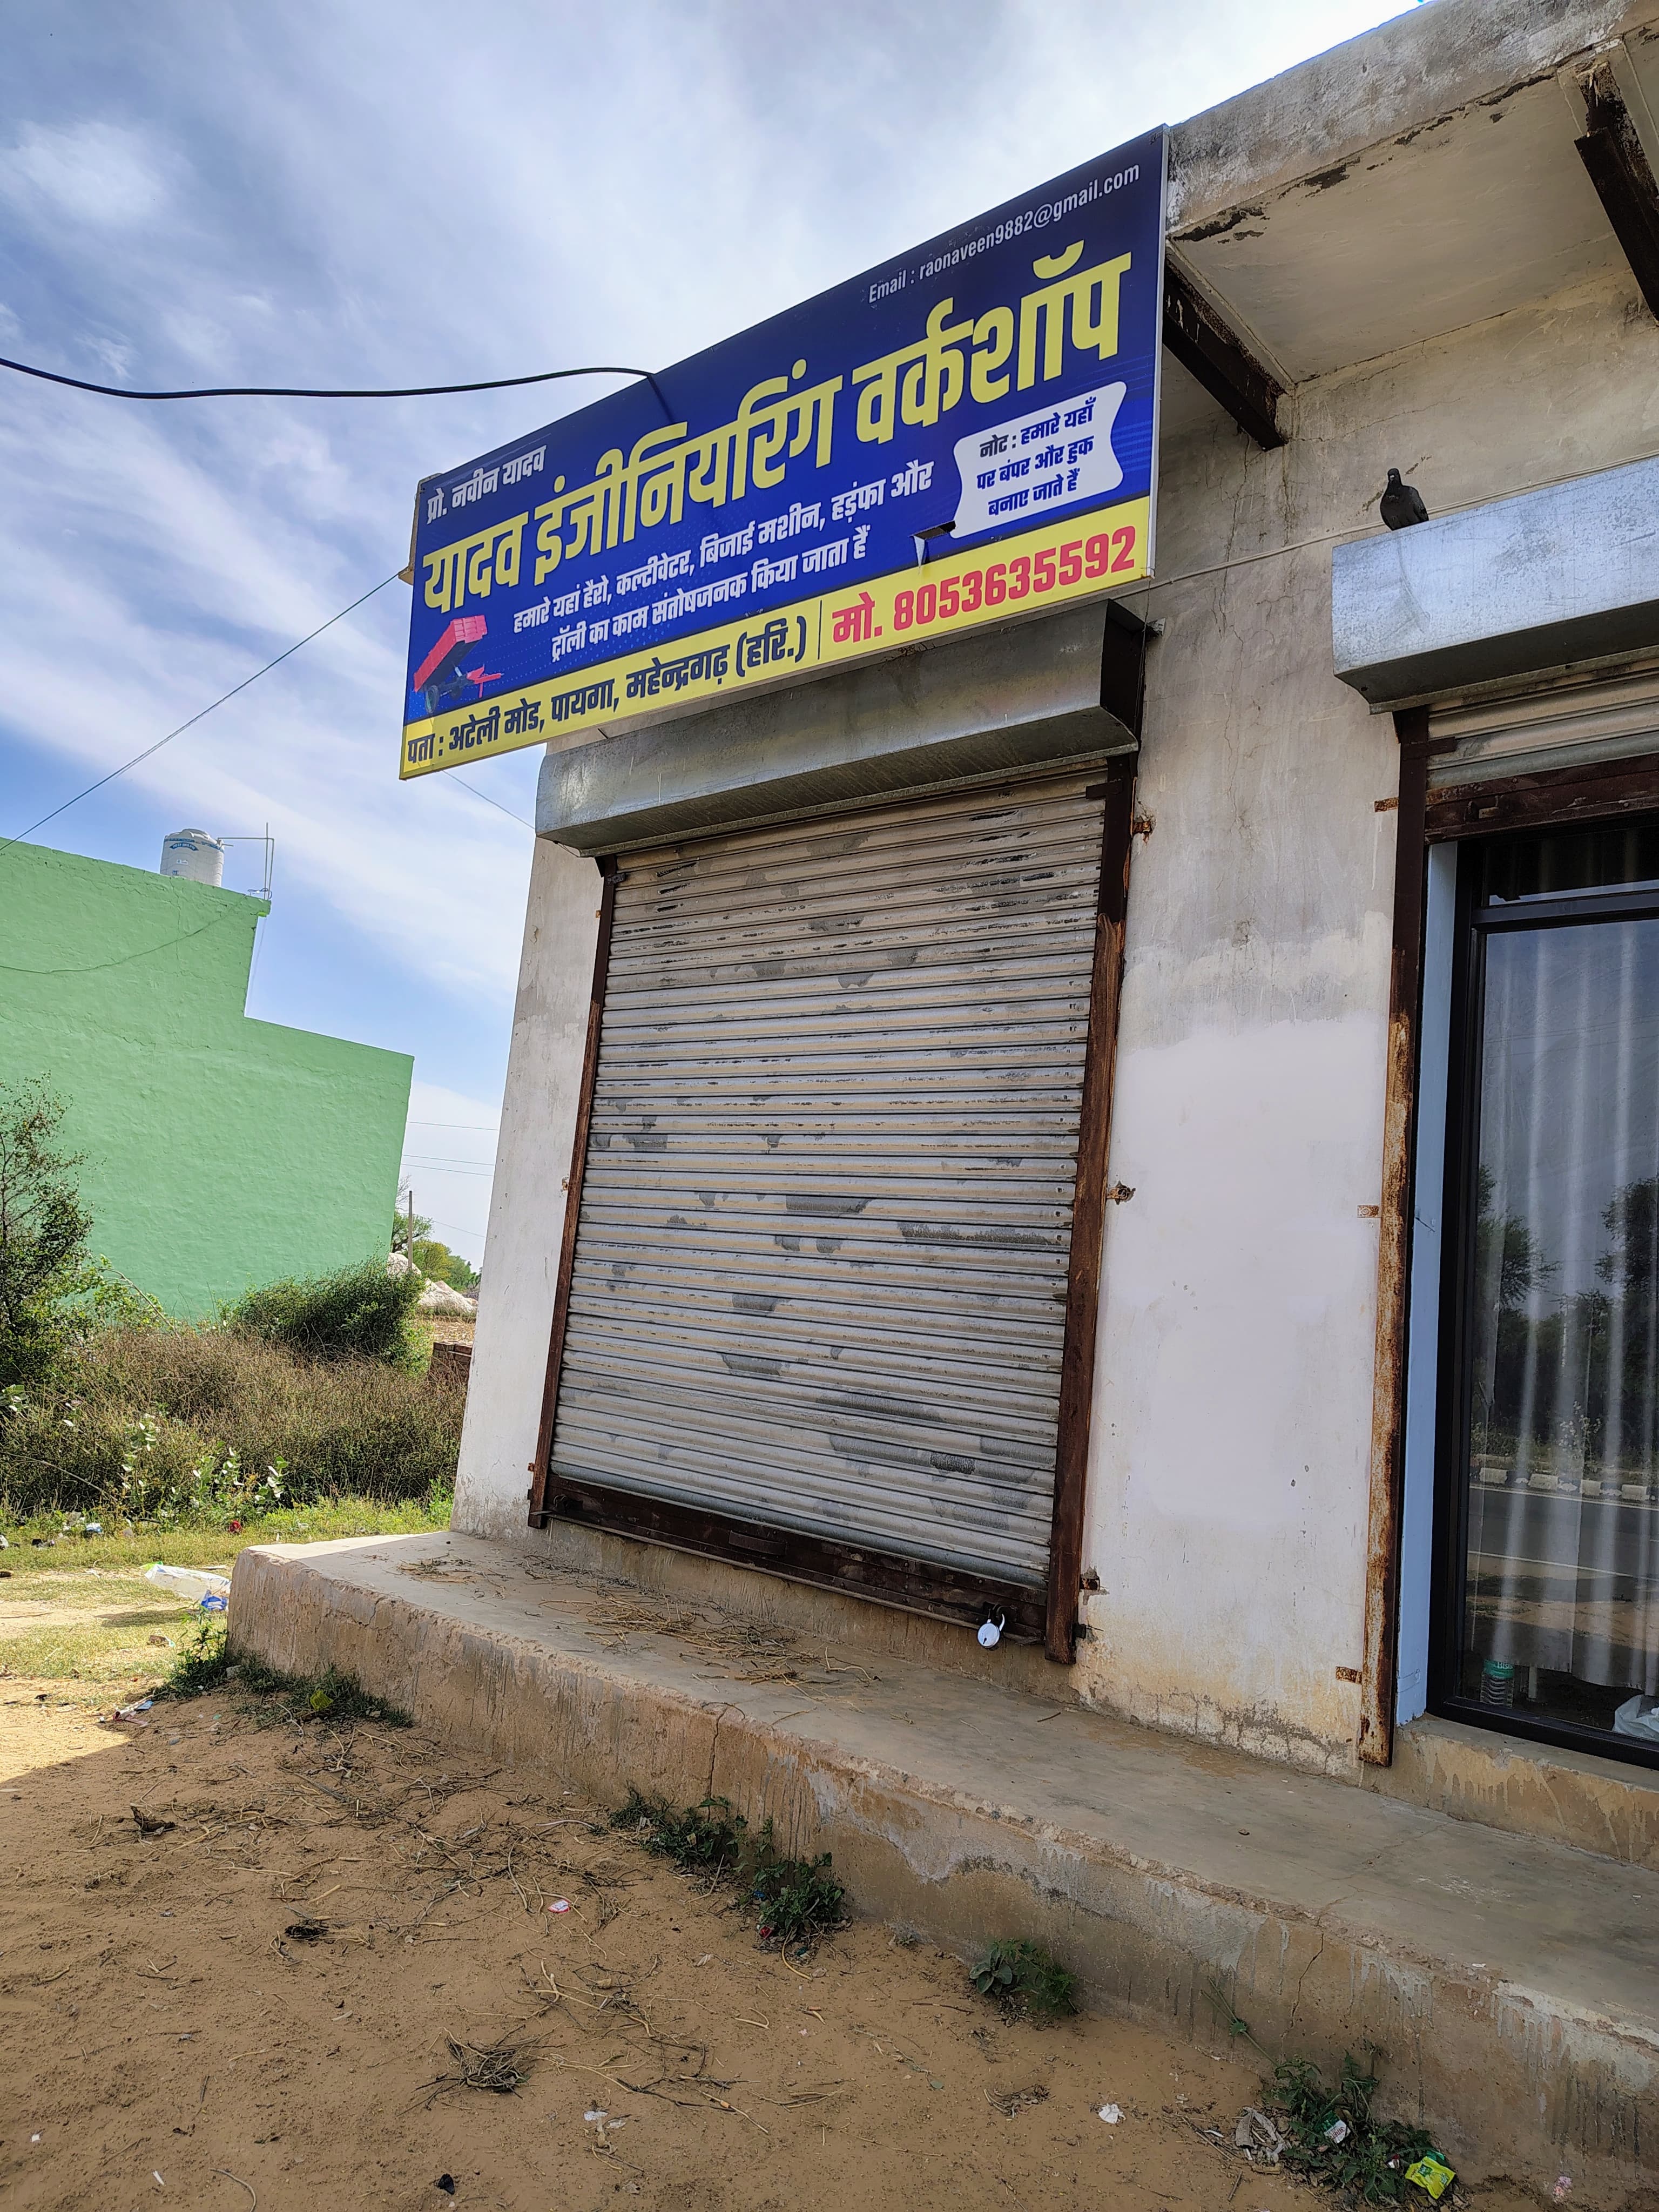 Email : raonaveen9882@gmail.com
प्रो. नवीन यादव
यादव इंजीनियरिंग वर्कशॉप
हमारे यहां हैरो, कल्टीवेटर, बिजाई मशीन, हड़ंफा और
ट्रॉली का काम संतोषजनक किया जाता हैं
नोट : हमारे यहाँ
पर बंपर और हुक
बनाए जाते हैं
पता : अटेली मोड, पायगा, महेन्द्रगढ़ (हरि.) मो. 8053635592